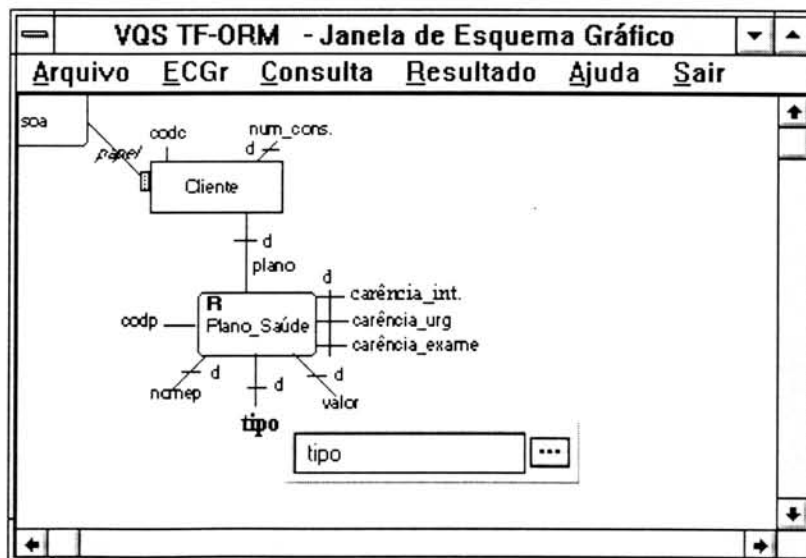 VQS TF-ORM - Janela de Esquema Gráfico
Arquivo ECGr Consulta Resultado Ajuda Sair
soa
papel
codc
num_cons.
d
Cliente
d
plano
d
R
Plano_Saúde
codp
carência_int.
carência_urg
carência_exame
d
d
d
nomep
tipo
valor
tipo
...